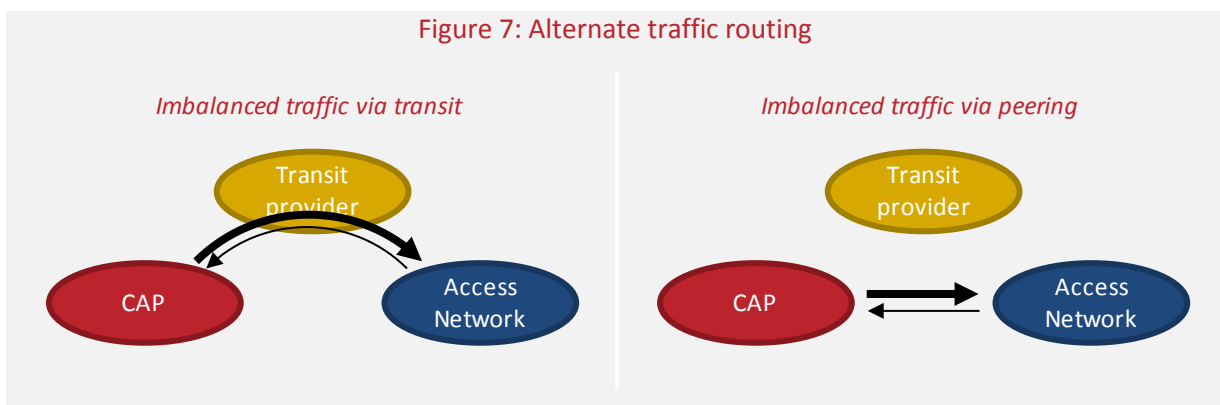 Figure 7: Alternate traffic routing
Imbalanced traffic via transit
Transit
provider
CAP
Access
Network
Imbalanced traffic via peering
Transit
provider
CAP
Access
Network